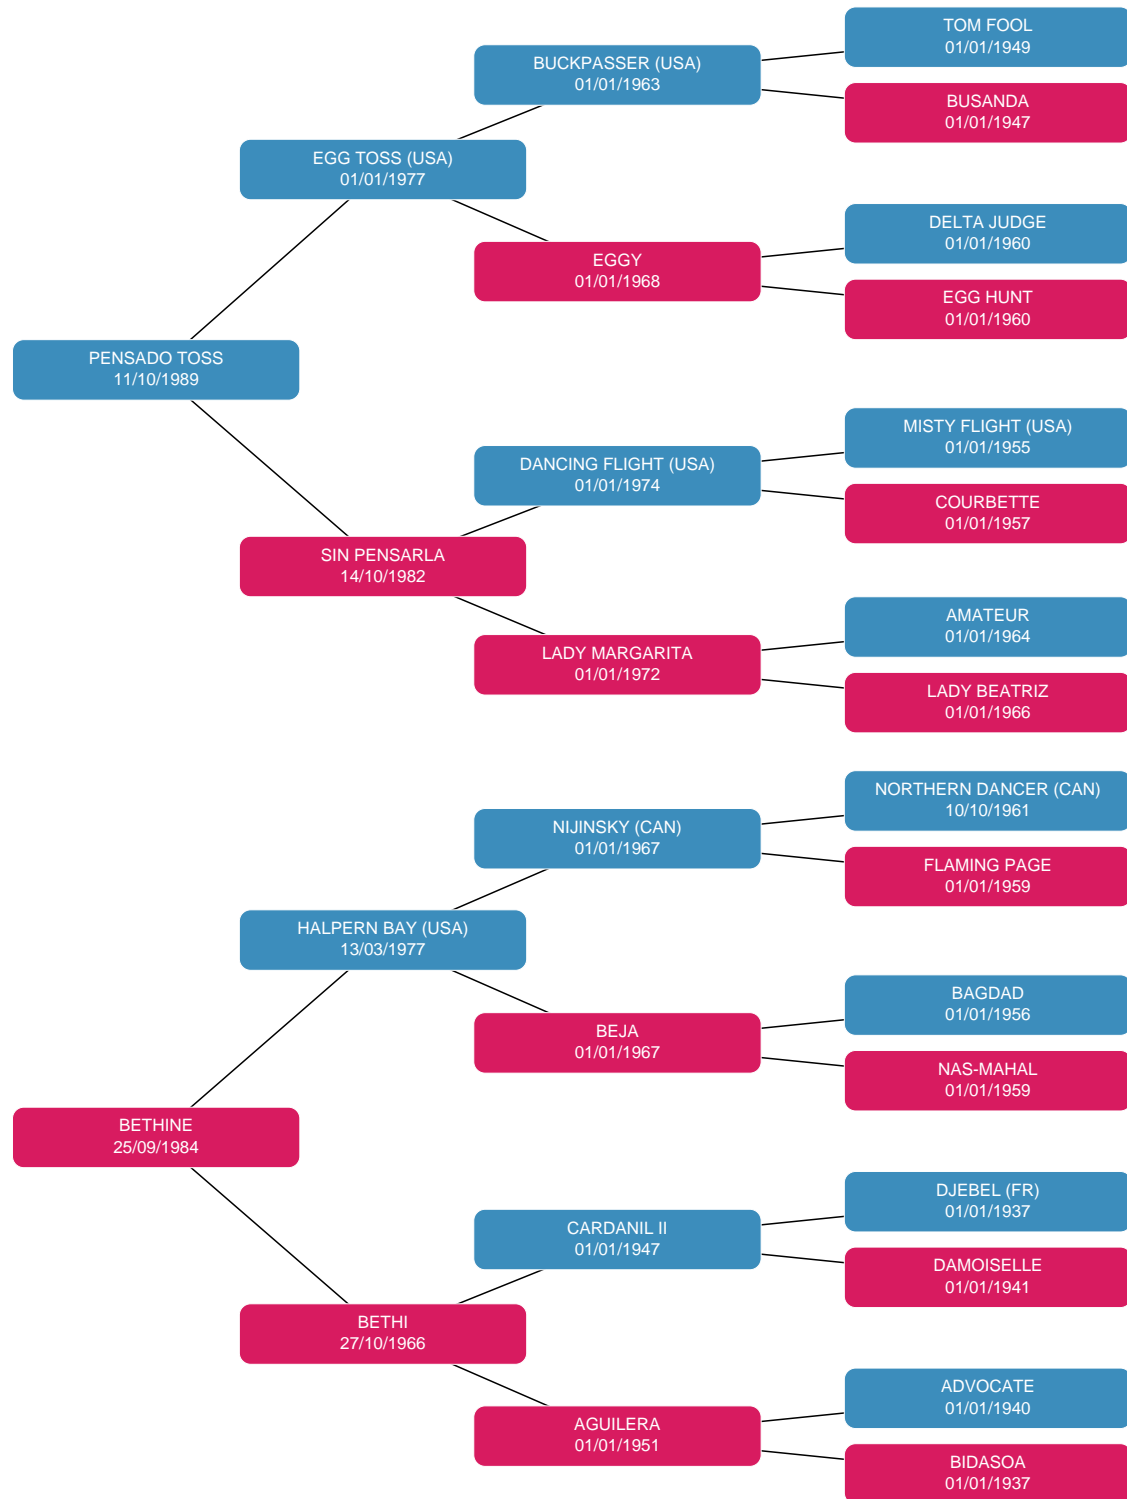 TOM FOOL
01/01/1949
BUCKPASSER (USA)
01/01/1963
BUSANDA
01/01/1947
EGG TOSS (USA)
01/01/1977
DELTA JUDGE
01/01/1960
EGGY
01/01/1968
EGG HUNT
01/01/1960
PENSADO TOSS
11/10/1989
MISTY FLIGHT (USA)
01/01/1955
DANCING FLIGHT (USA)
01/01/1974
COURBETTE
01/01/1957
SIN PENSARLA
14/10/1982
AMATEUR
01/01/1964
LADY MARGARITA
01/01/1972
LADY BEATRIZ
01/01/1966
NORTHERN DANCER (CAN)
10/10/1961
NIJINSKY (CAN)
01/01/1967
FLAMING PAGE
01/01/1959
HALPERN BAY (USA)
13/03/1977
BAGDAD
01/01/1956
BEJA
01/01/1967
NAS-MAHAL
01/01/1959
BETHINE
25/09/1984
DJEBEL (FR)
01/01/1937
CARDANIL II
01/01/1947
DAMOISELLE
01/01/1941
BETHI
27/10/1966
ADVOCATE
01/01/1940
AGUILERA
01/01/1951
BIDASOA
01/01/1937